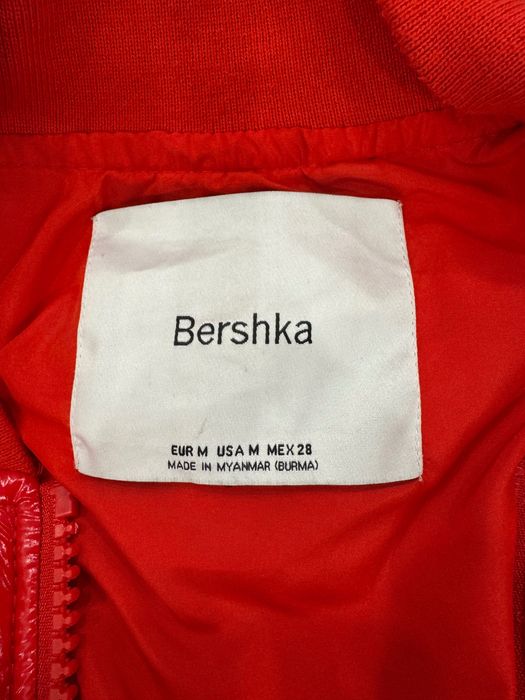 Bershka
EUR M USA M MEX 28
MADE IN MYANMAR (BURMA)